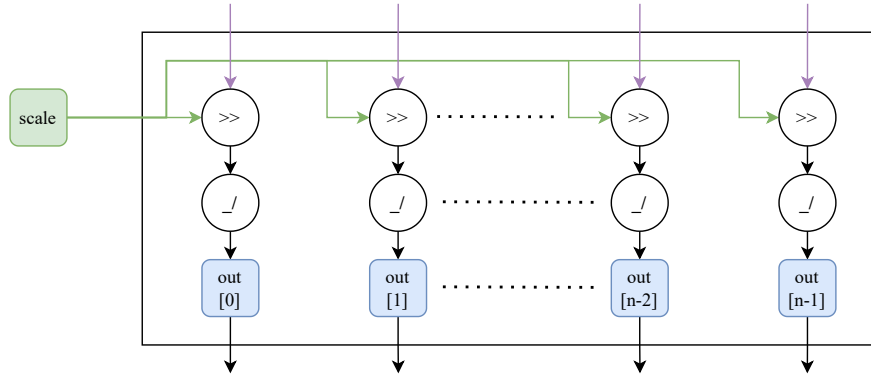 scale
>> >> >> >>
_/ _/ _/ _/
out out out out
[0] [1] [n-2] [n-1]